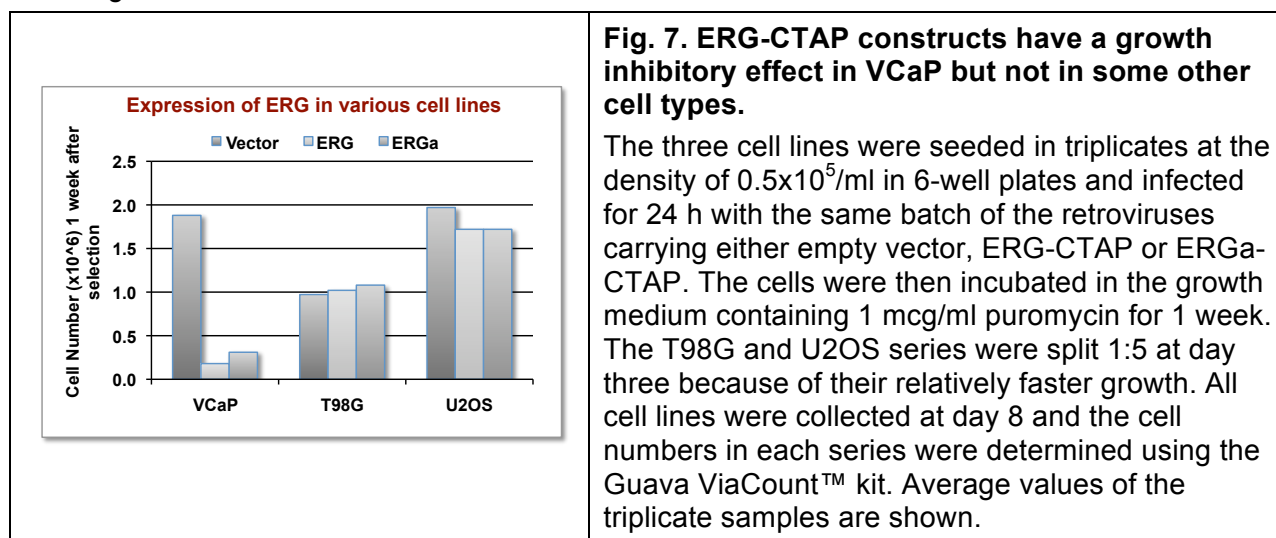 Expression of ERG in various cell lines
Vector ERG ERGa
Cell Number (x10^6) 1 week after
selection
2.5
2.0
1.5
1.0
0.5
0.0
VCaP T98G U2OS
Fig. 7. ERG-CTAP constructs have a growth
inhibitory effect in VCaP but not in some other
cell types.
The three cell lines were seeded in triplicates at the
density of 0.5x10⁵/ml in 6-well plates and infected
for 24 h with the same batch of the retroviruses
carrying either empty vector, ERG-CTAP or ERGa-
CTAP. The cells were then incubated in the growth
medium containing 1 mcg/ml puromycin for 1 week.
The T98G and U2OS series were split 1:5 at day
three because of their relatively faster growth. All
cell lines were collected at day 8 and the cell
numbers in each series were determined using the
Guava ViaCount™ kit. Average values of the
triplicate samples are shown.